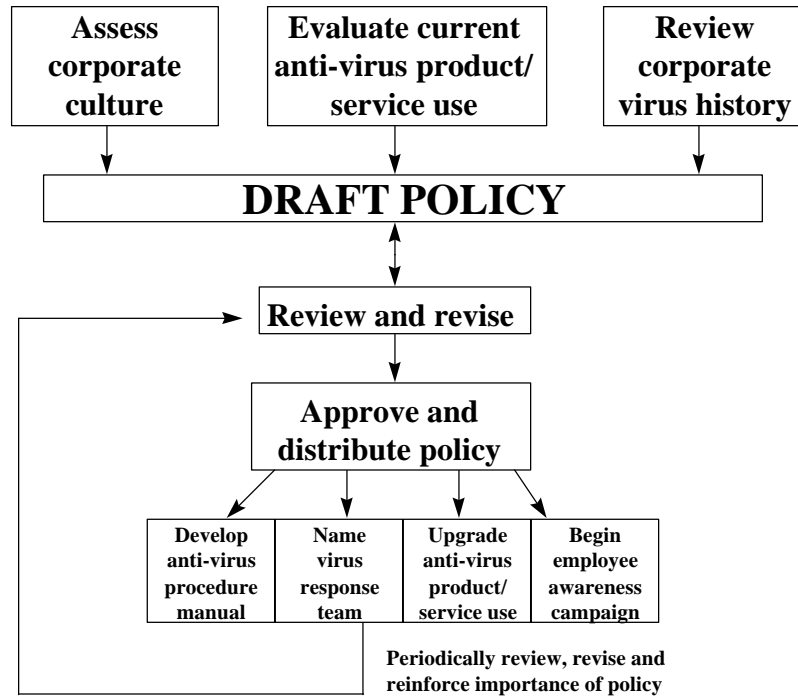 Assess
corporate
culture
Evaluate current
anti-virus product/
service use
Review
corporate
virus history
DRAFT POLICY
Review and revise
Approve and
distribute policy
Develop
anti-virus
procedure
manual
Name
virus
response
team
Upgrade
anti-virus
product/
service use
Begin
employee
awareness
campaign
Periodically review, revise and
reinforce importance of policy